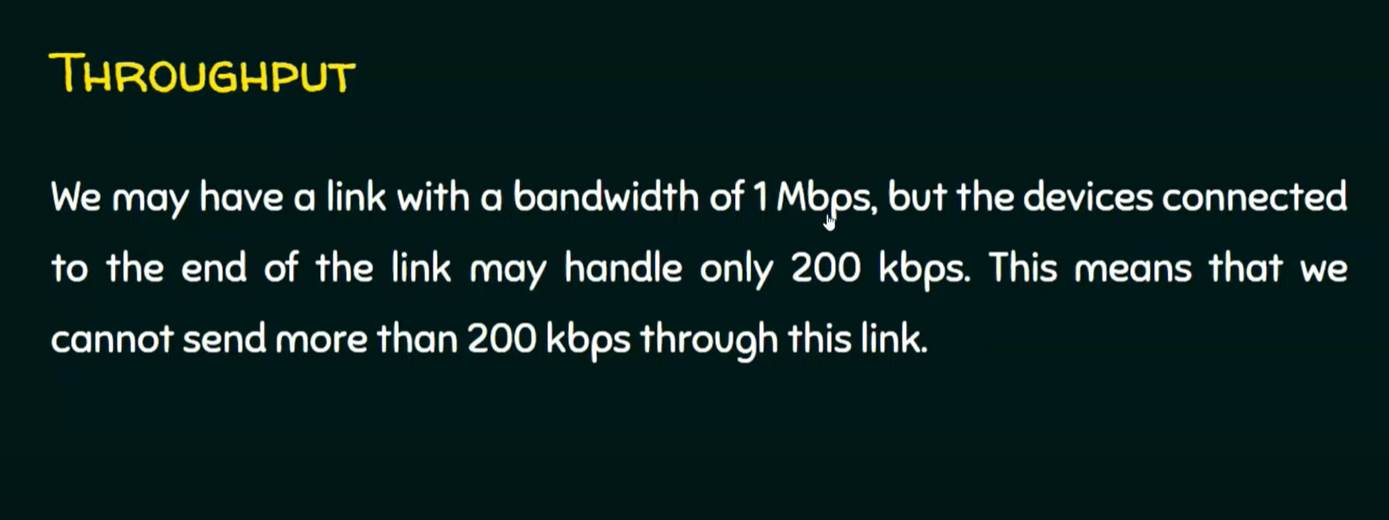 THROUGHPUT
We may have a link with a bandwidth of 1 Mbps, but the devices connected
to the end of the link may handle only 200 kbps. This means that we
cannot send more than 200 kbps through this link.